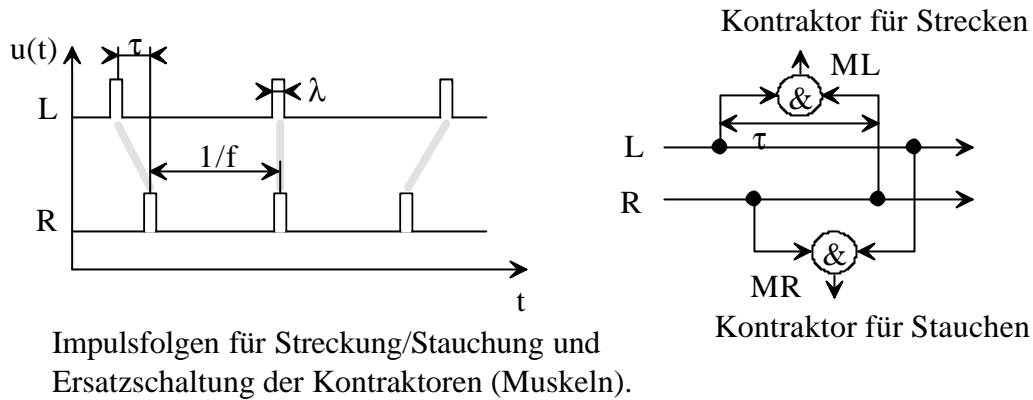 Kontraktor für Strecken
u(t)
τ
ML
&
L
λ
τ
L
1/f
R
R
&
MR
t
Kontraktor für Stauchen
Impulsfolgen für Streckung/Stauchung und
Ersatzschaltung der Kontraktoren (Muskeln).